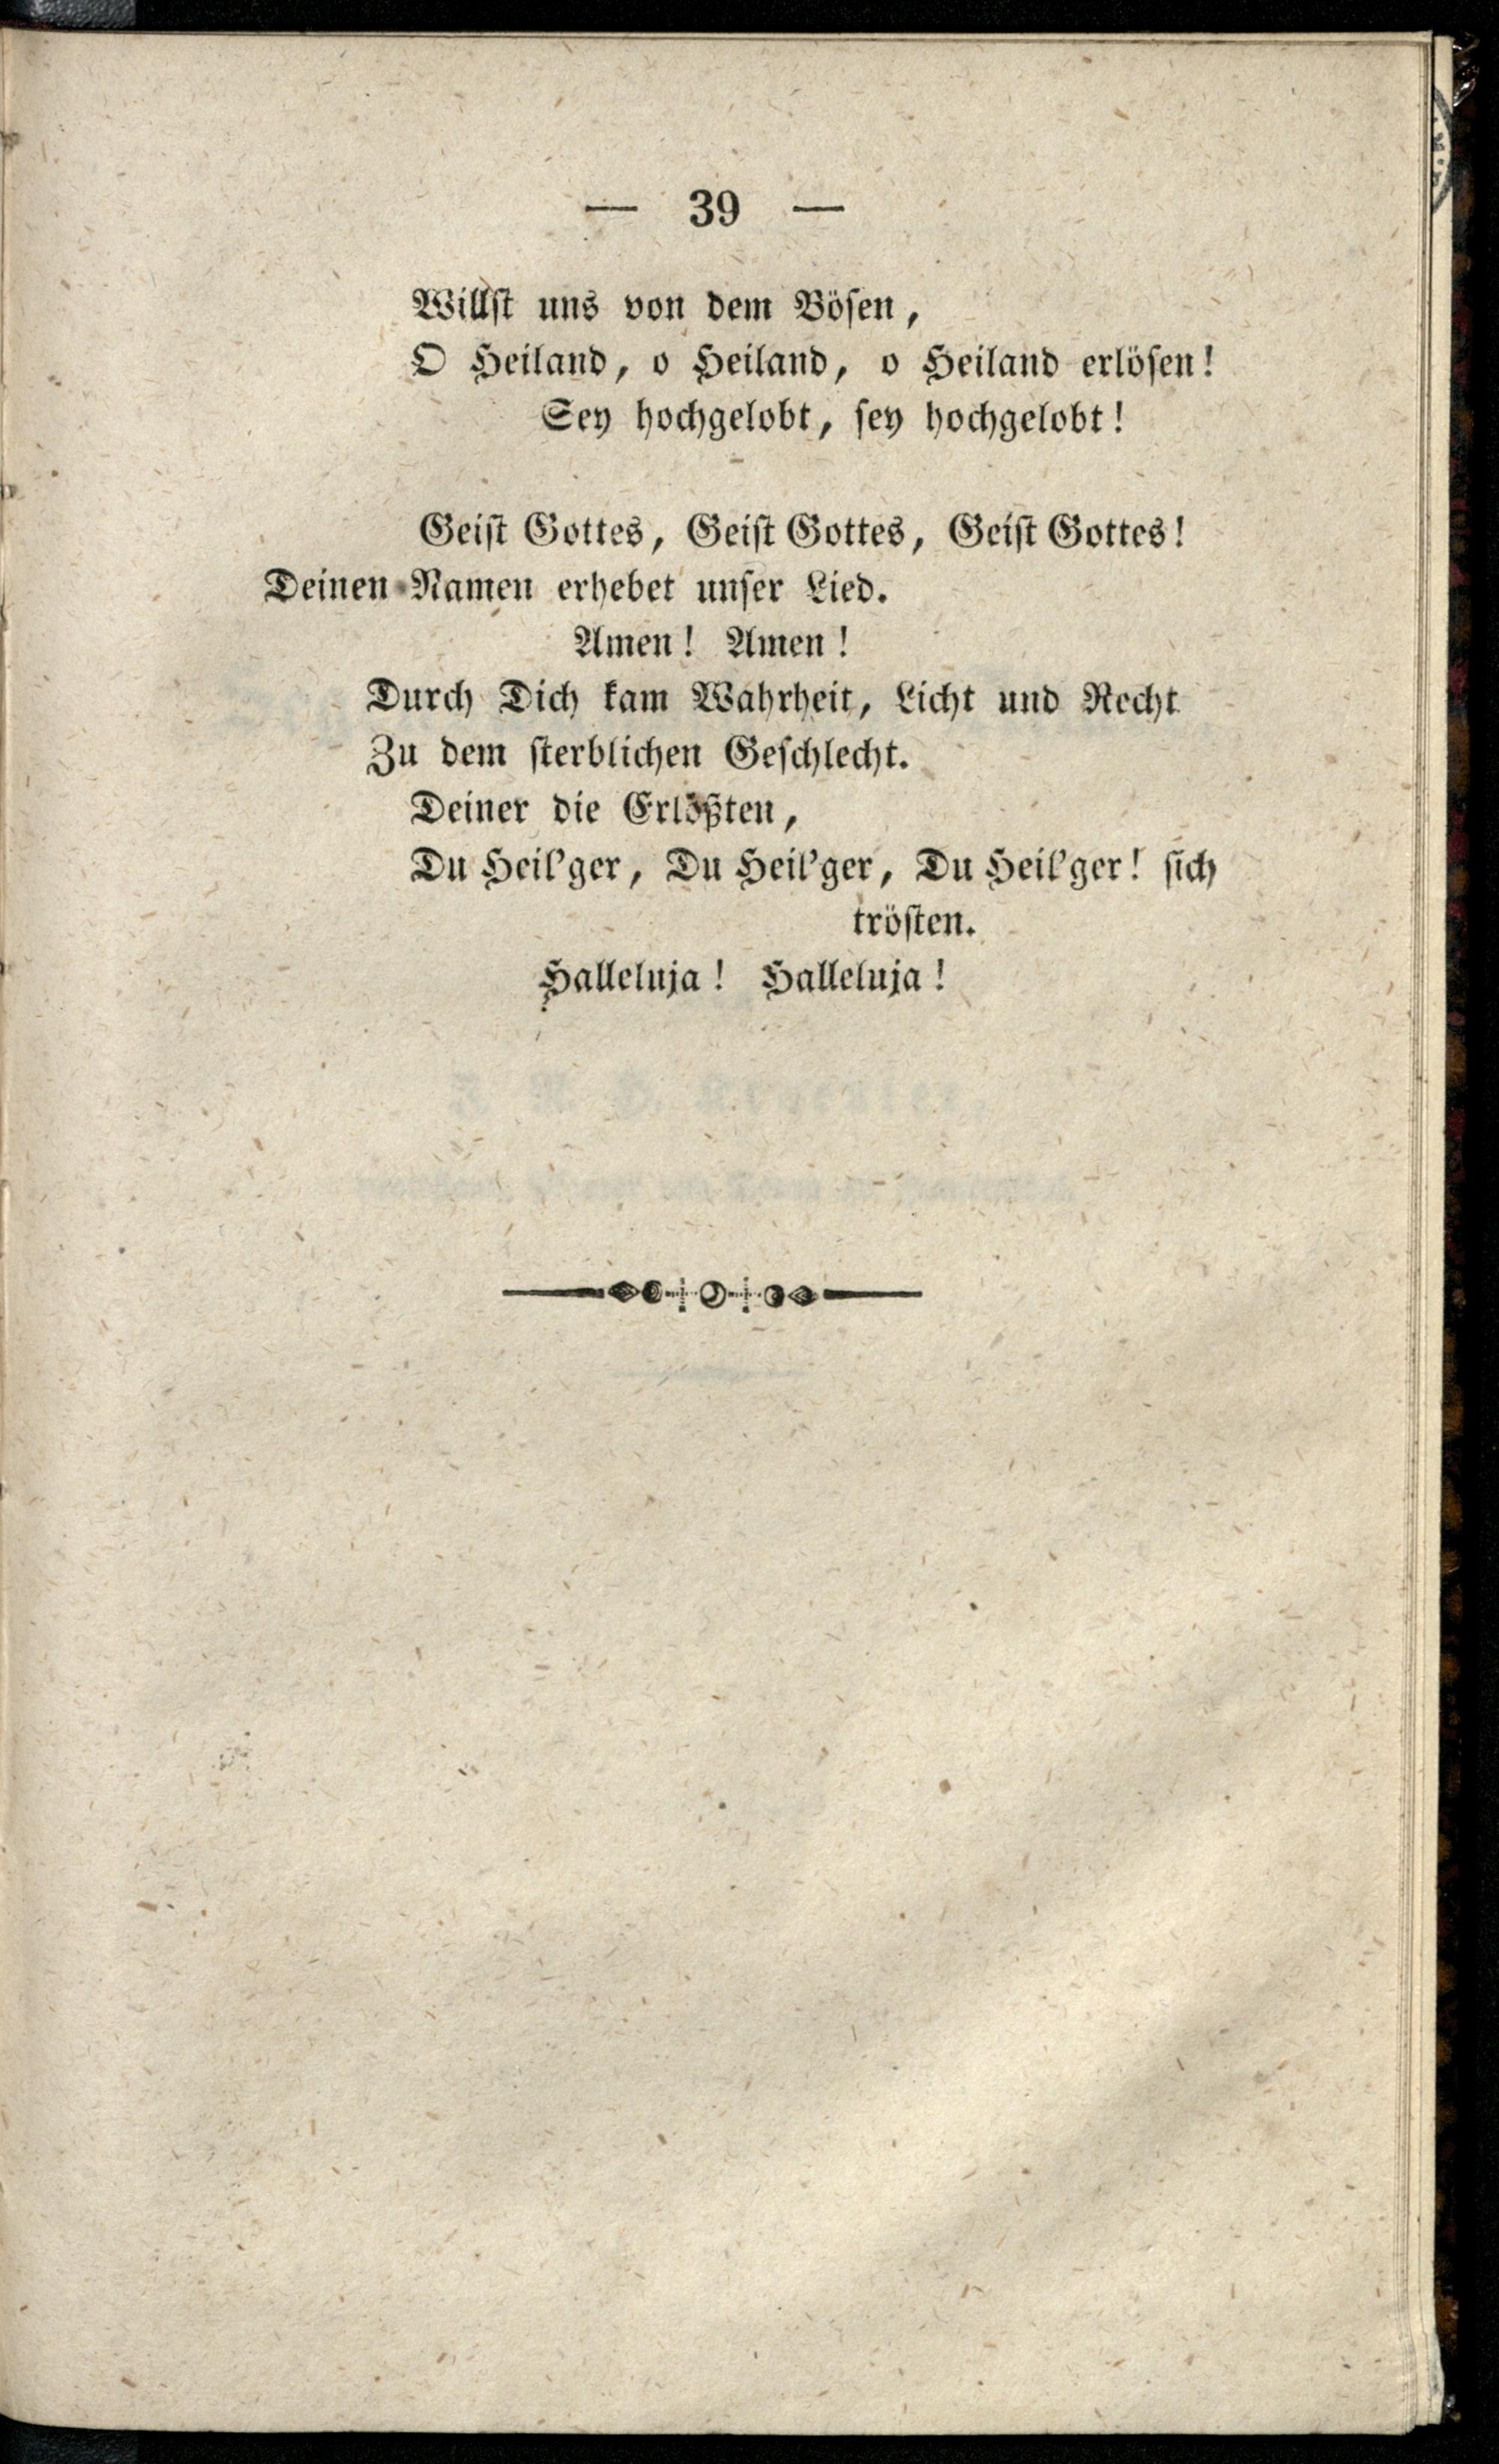 — 39 —
Willst uns von dem Bösen,
O Heiland, o Heiland, o Heiland erlösen!
Sey hochgelobt, sey hochgelobt!
Geist Gottes, Geist Gottes, Geist Gottes!
Deinen Namen erhebet unser Lied.
Amen! Amen!
Durch Dich kam Wahrheit, Licht und Recht
Zu dem sterblichen Geschlecht.
Deiner die Erlößten,
Du Heil'ger, Du Heil'ger, Du Heil'ger! sich
trösten.
Halleluja! Halleluja!